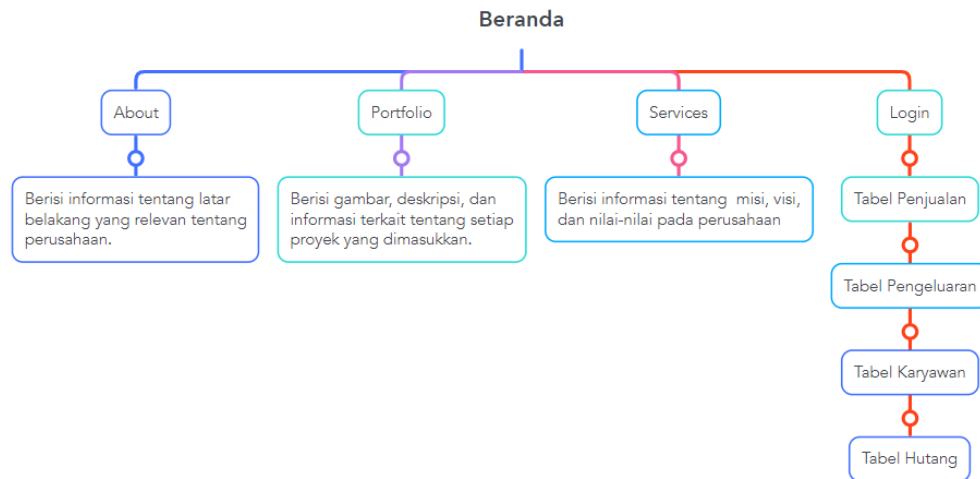 Beranda
About
Portfolio
Services
Login
Berisi informasi tentang latar
belakang yang relevan tentang
perusahaan.
Berisi gambar, deskripsi, dan
informasi terkait tentang setiap
proyek yang dimasukkan.
Berisi informasi tentang  misi, visi,
dan nilai-nilai pada perusahaan
Tabel Penjualan
Tabel Pengeluaran
Tabel Karyawan
Tabel Hutang